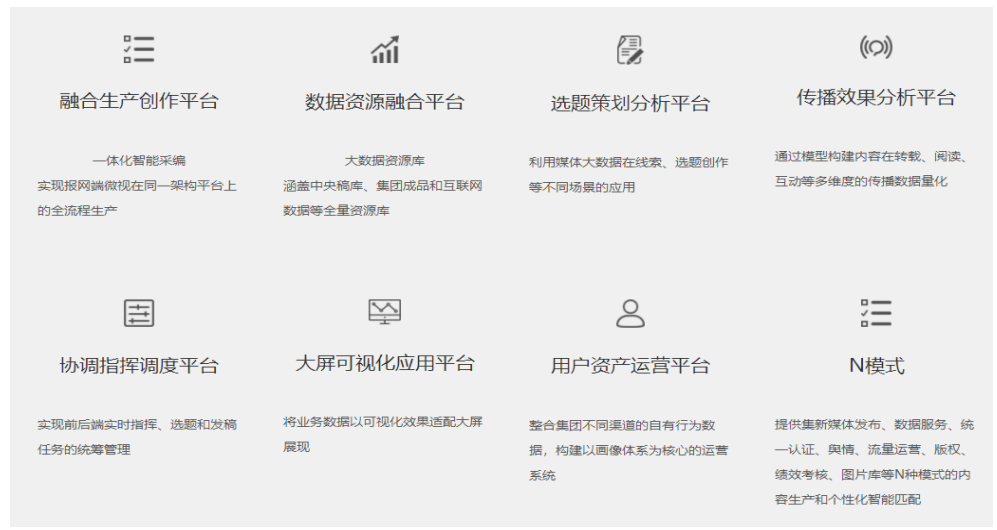 融合生产创作平台
一体化智能采编
实现报网端微视在同一架构平台上
的全流程生产
数据资源融合平台
大数据资源库
涵盖中央稿库、集团成品和互联网
数据等全量资源库
选题策划分析平台
利用媒体大数据在线索、选题创作
等不同场景的应用
传播效果分析平台
通过模型构建内容在转载、阅读、
互动等多维度的传播数据量化
协调指挥调度平台
实现前后端实时指挥、选题和发稿
任务的统筹管理
大屏可视化应用平台
将业务数据以可视化效果适配大屏
展现
用户资产运营平台
整合集团不同渠道的自有行为数
据，构建以画像体系为核心的运营
系统
N模式
提供集新媒体发布、数据服务、统
一认证、舆情、流量运营、版权、
绩效考核、图片库等N种模式的内
容生产和个性化智能匹配